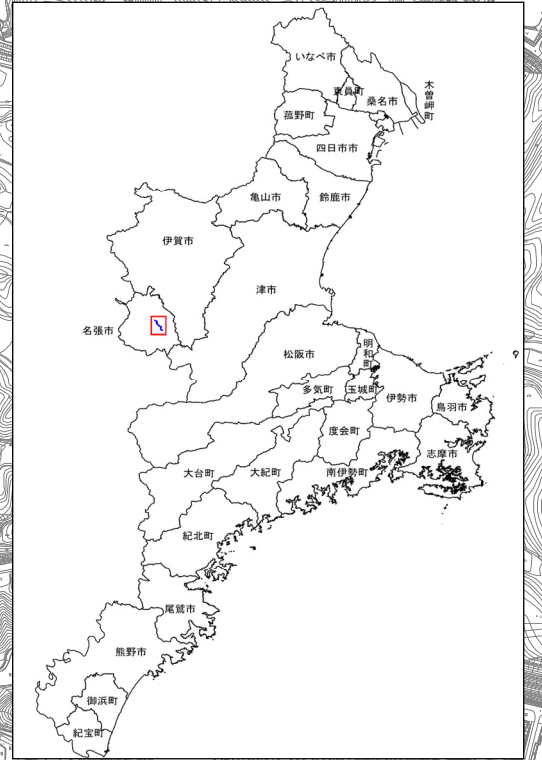 いなべ市
東員町
桑名市
木曽岬町
菰野町
四日市市
亀山市
鈴鹿市
伊賀市
津市
名張市
松阪市
明和町
多気町
玉城町
伊勢市
鳥羽市
度会町
志摩市
大台町
大紀町
南伊勢町
紀北町
尾鷲市
熊野市
御浜町
紀宝町